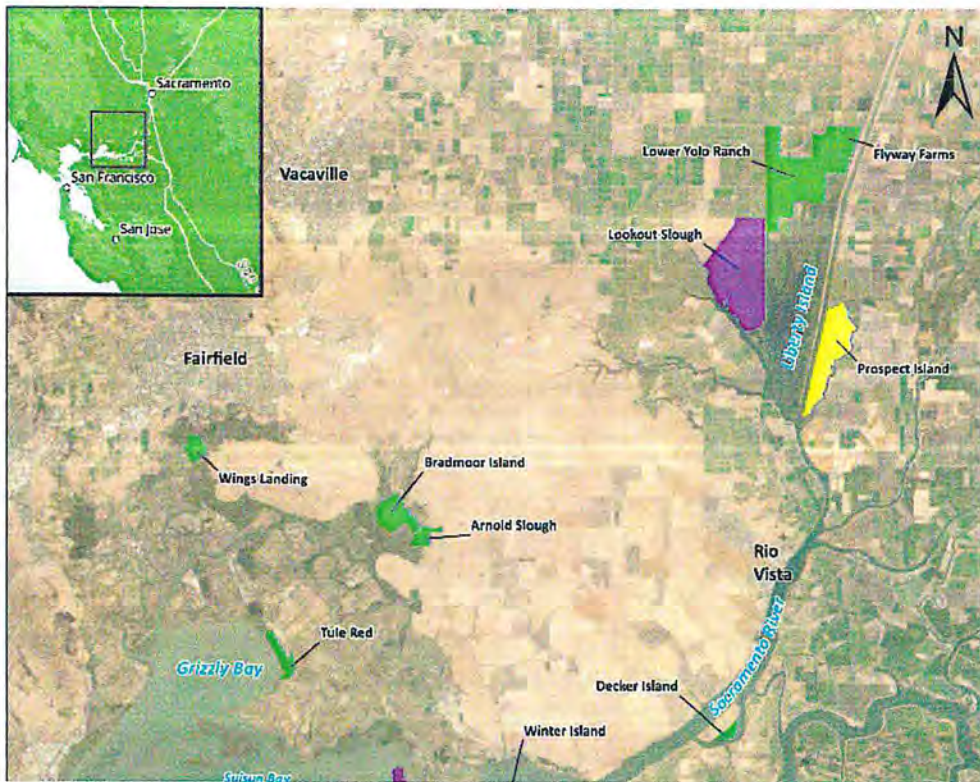 Sacramento
San Francisco
San Jose
N
Vacaville
Lower Yolo Ranch
Flyway Farms
Lookout Slough
Liberty Island
Prospect Island
Fairfield
Wings Landing
Bradmoor Island
Arnold Slough
Rio
Vista
Tule Red
Grizzly Bay
Sacramento River
Decker Island
Winter Island
Suisun Bay